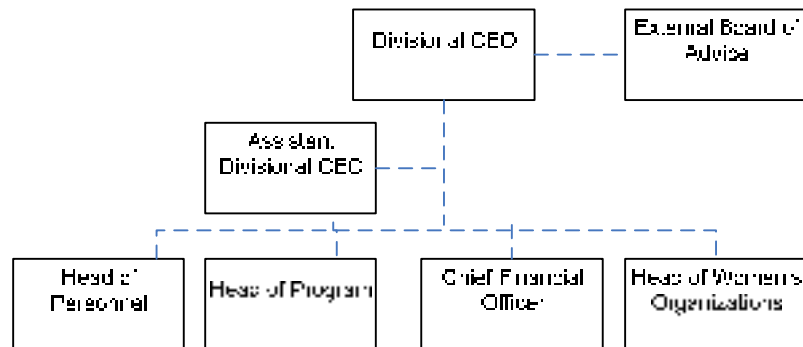 Divisional CEO
External Board of
Advice
Assistant
Divisional CEO
Head of
Personnel
Head of Program
Chief Financial
Officer
Head of Women's
Organizations